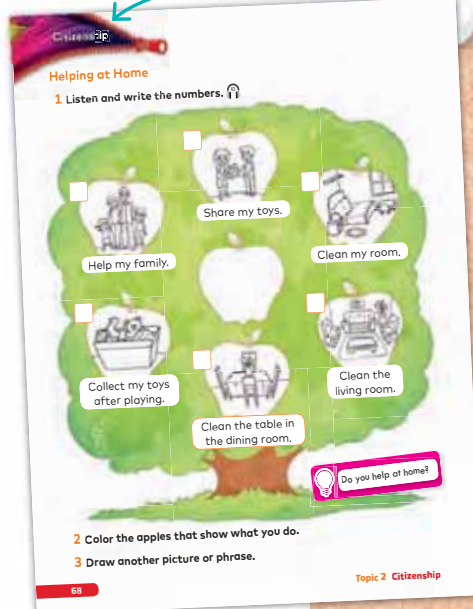 Citizenship
Helping at Home
1 Listen and write the numbers.
Share my toys.
Help my family.
Clean my room.
Collect my toys
after playing.
Clean the
living room.
Clean the table in
the dining room.
Do you help at home?
2 Color the apples that show what you do.
3 Draw another picture or phrase.
68
Topic 2 Citizenship